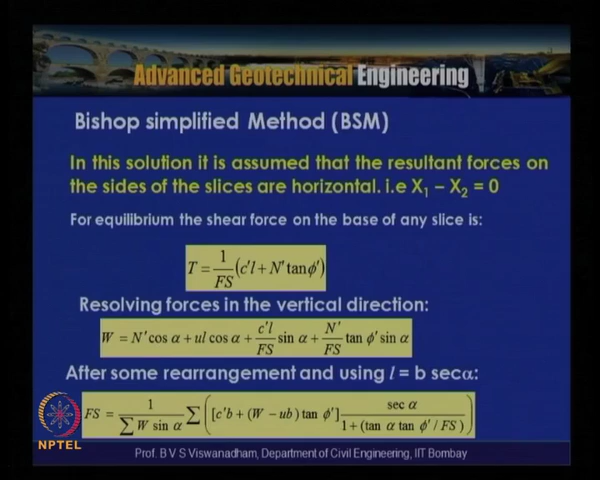 Advanced Geotechnical Engineering
Bishop simplified Method (BSM)
In this solution it is assumed that the resultant forces on
the sides of the slices are horizontal. i.e X₁ – X₂ = 0
For equilibrium the shear force on the base of any slice is:
T = 1/FS (c'l + N' tan ϕ')
Resolving forces in the vertical direction:
W = N' cos α + ul cos α + c'l/FS sin α + N'/FS tan ϕ' sin α
After some rearrangement and using l = b secα:
FS = 1/(∑ W sin α) ∑ ([c'b + (W – ub) tan ϕ'] sec α/(1 + (tan α tan ϕ' / FS)))
NPTEL
Prof. B V S Viswanadham, Department of Civil Engineering, IIT Bombay